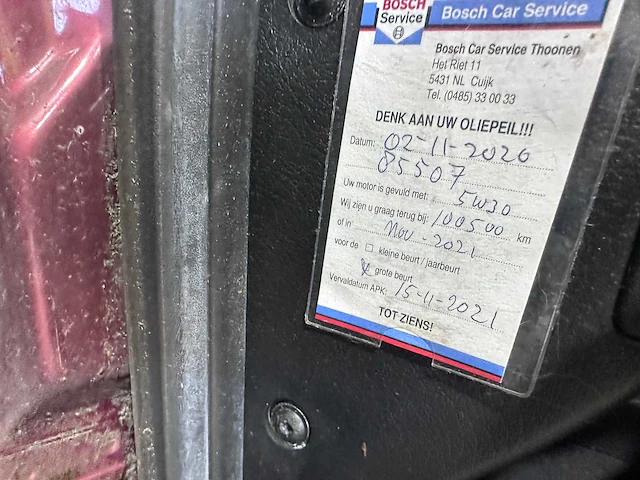 BOSCH
Service
Bosch Car Service
Bosch Car Service Thoonen
Het Riet 11
5431 NL Cuijk
Tel. (0485) 33 00 33
DENK AAN UW OLIEPEIL!!!
Datum: 02-11-2020
85507
Uw motor is gevuld met: 5W30
Wij zien u graag terug bij: 100500 km
of in: Nov - 2021
voor de □ kleine beurt / jaarbeurt
X grote beurt
Vervaldatum APK: 15-11-2021
TOT ZIENS!